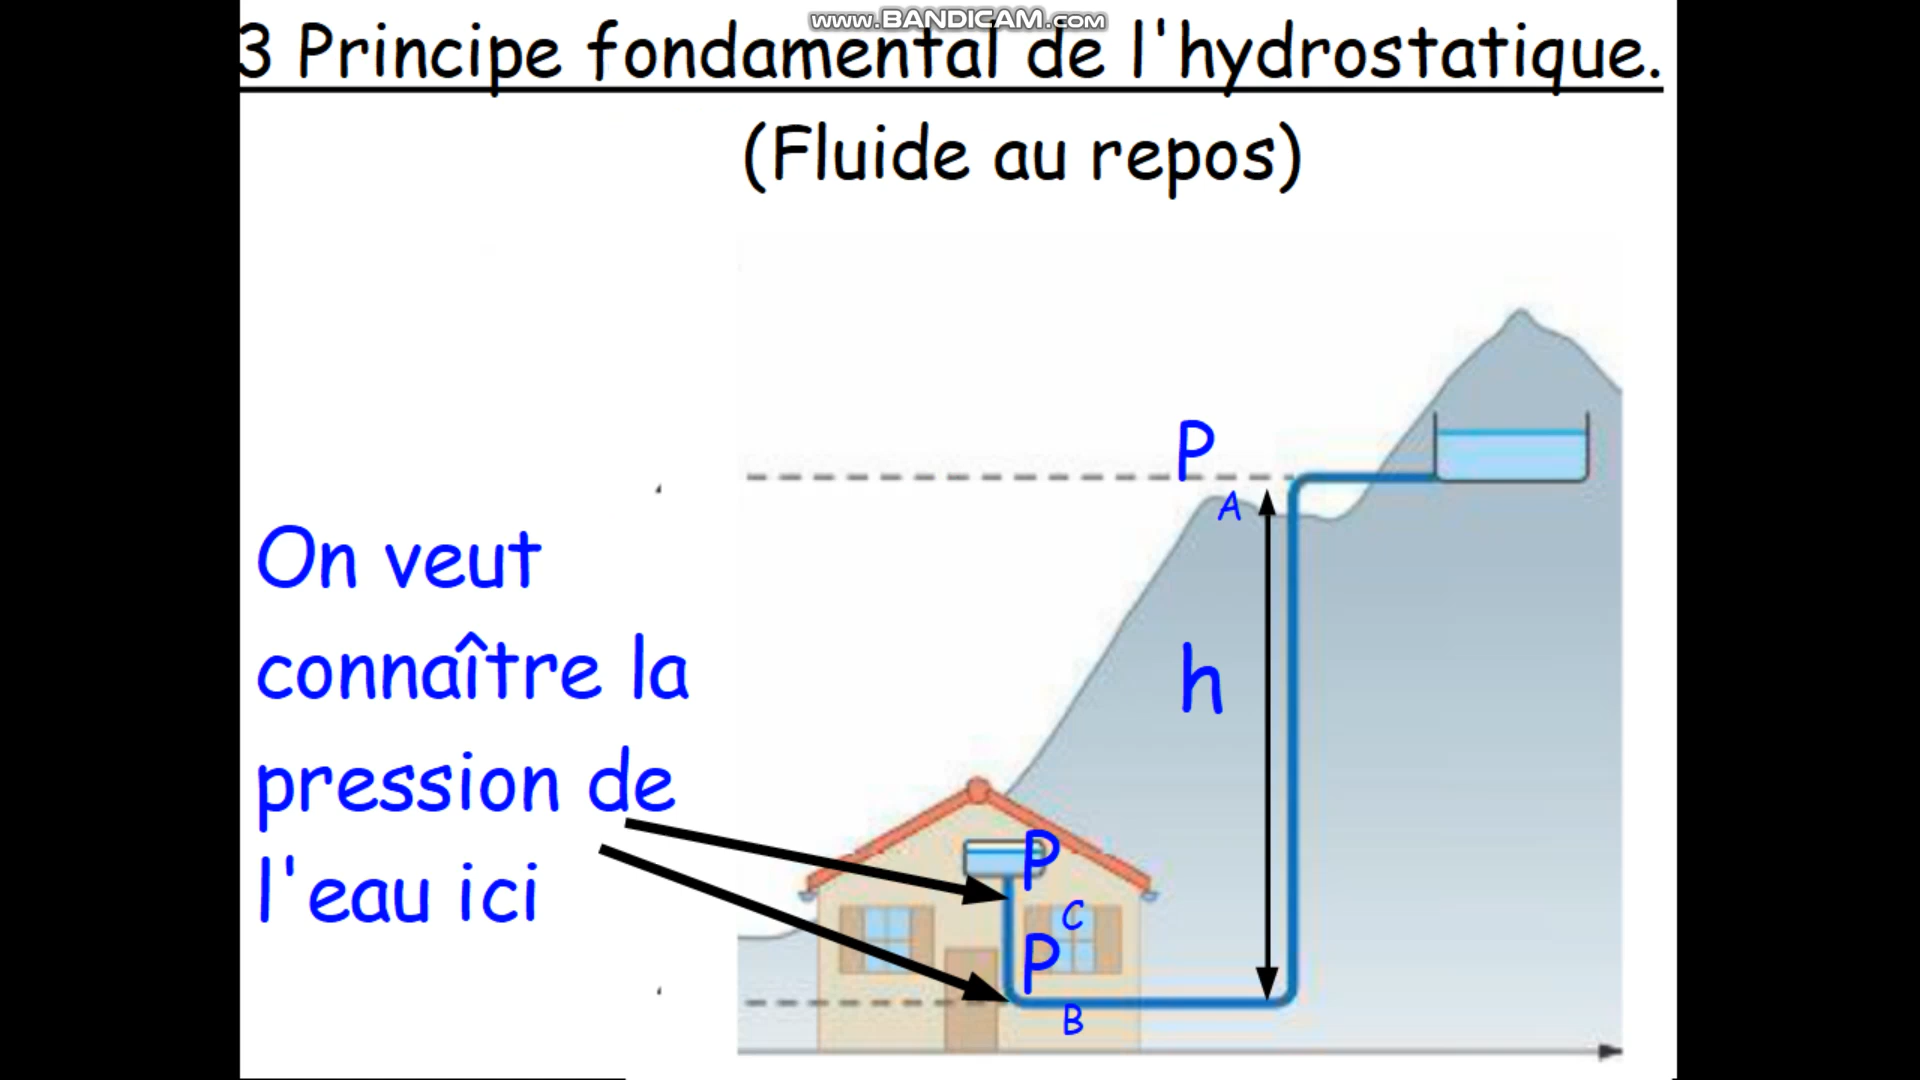 www.BANDICAM.com
3 Principe fondamental de l'hydrostatique.
(Fluide au repos)
P
A
On veut
connaître la
pression de
l'eau ici
h
P
C
P
B